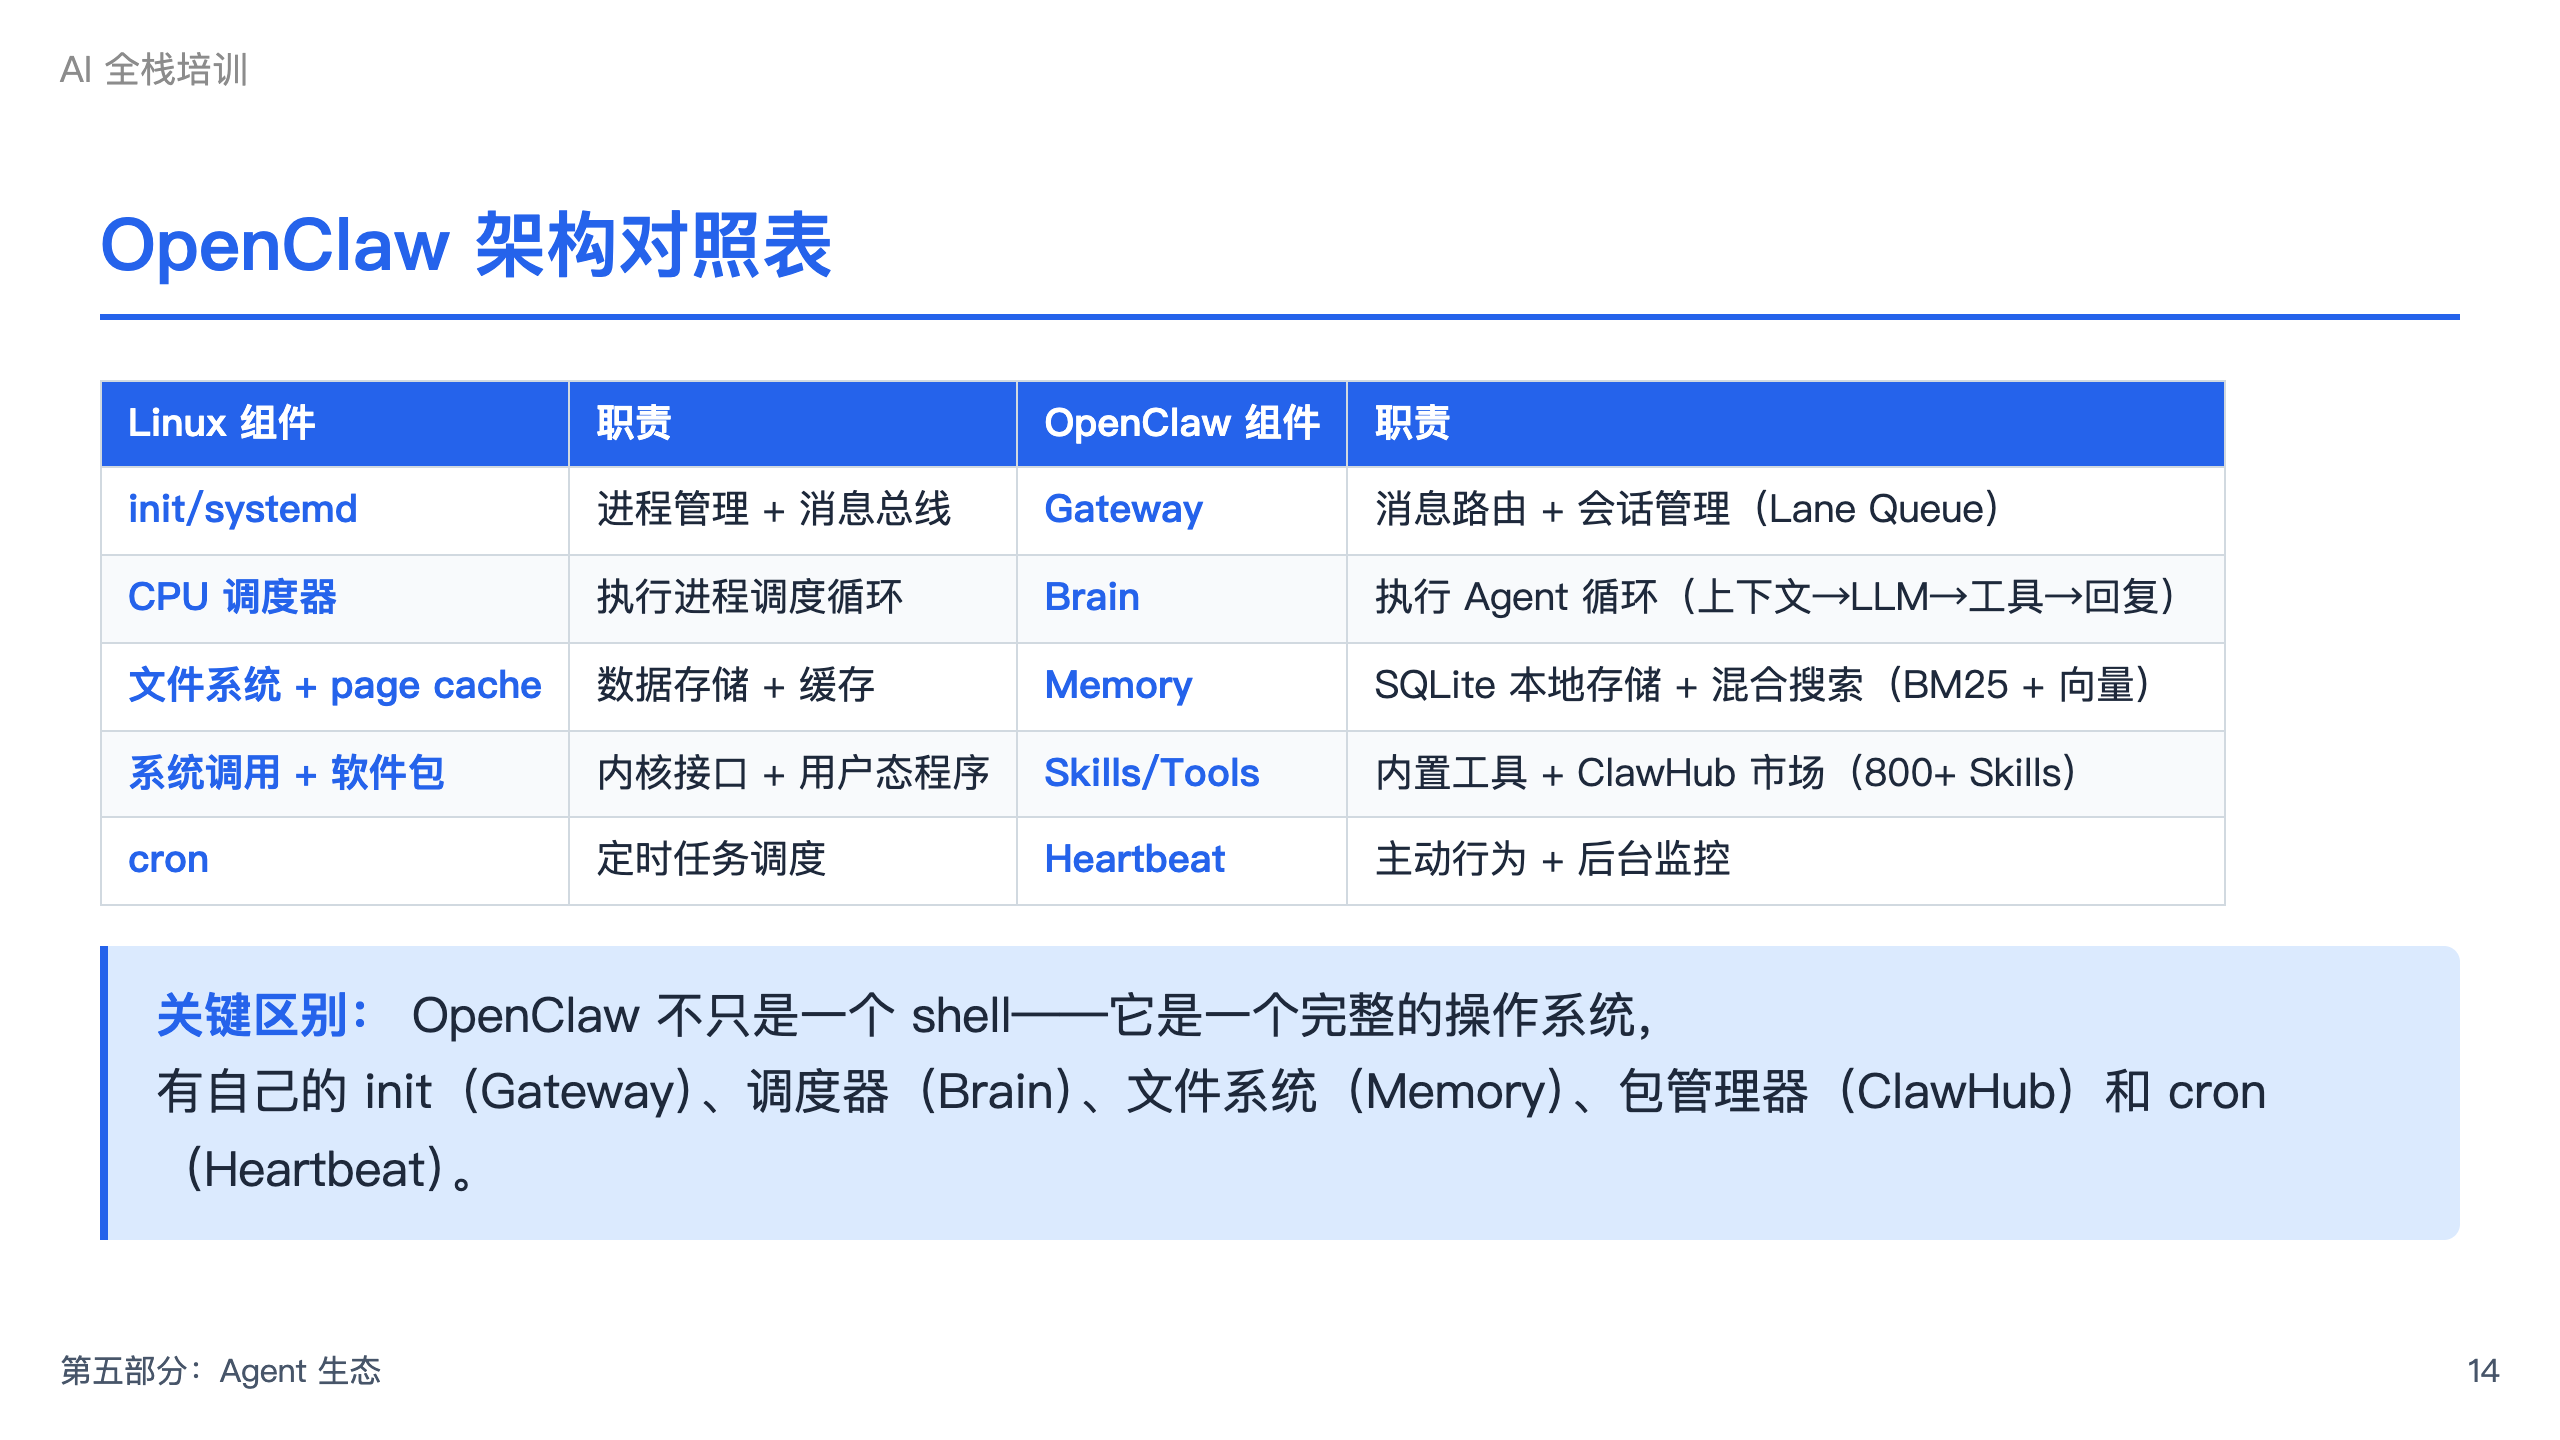 AI 全栈培训
OpenClaw 架构对照表
Linux 组件 职责 OpenClaw 组件 职责
init/systemd 进程管理 + 消息总线 Gateway 消息路由 + 会话管理（Lane Queue）
CPU 调度器 执行进程调度循环 Brain 执行 Agent 循环（上下文→LLM→工具→回复）
文件系统 + page cache 数据存储 + 缓存 Memory SQLite 本地存储 + 混合搜索（BM25 + 向量）
系统调用 + 软件包 内核接口 + 用户态程序 Skills/Tools 内置工具 + ClawHub 市场（800+ Skills）
cron 定时任务调度 Heartbeat 主动行为 + 后台监控
关键区别： OpenClaw 不只是一个 shell——它是一个完整的操作系统，
有自己的 init（Gateway）、调度器（Brain）、文件系统（Memory）、包管理器（ClawHub）和 cron
（Heartbeat）。
第五部分：Agent 生态
14